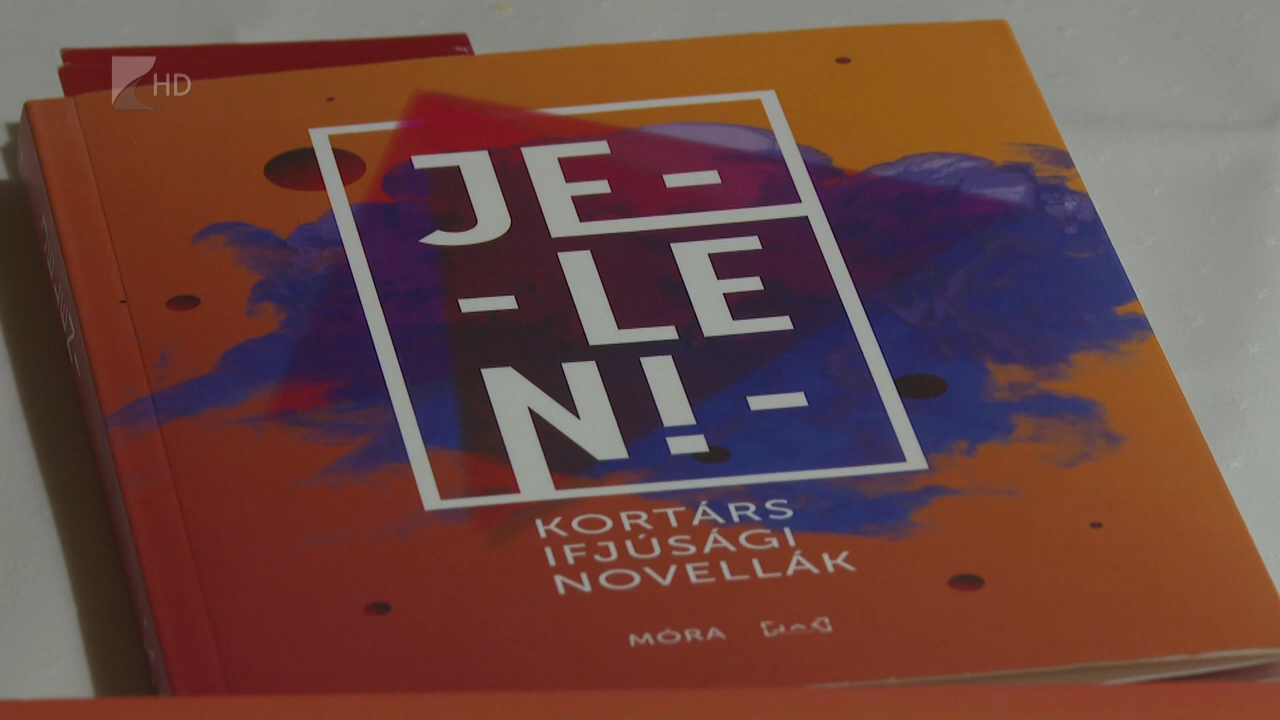 HD
JE-
-LE
N!-
KORTÁRS
IFJÚSÁGI
NOVELLÁK
MÓRA